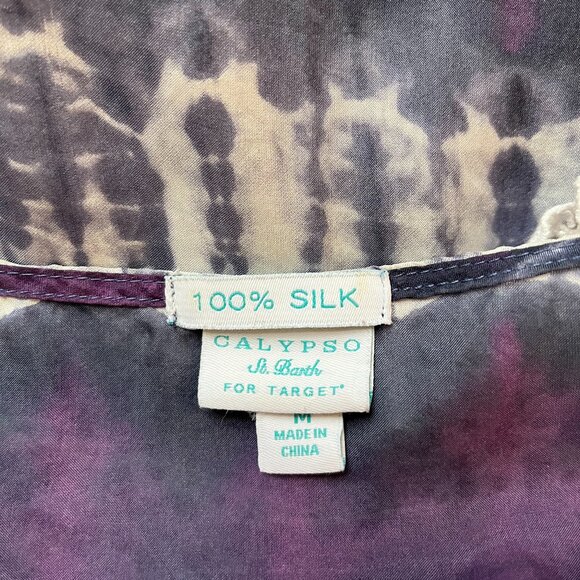 100% SILK
CALYPSO
St. Barth
FOR TARGET®
M
MADE IN
CHINA